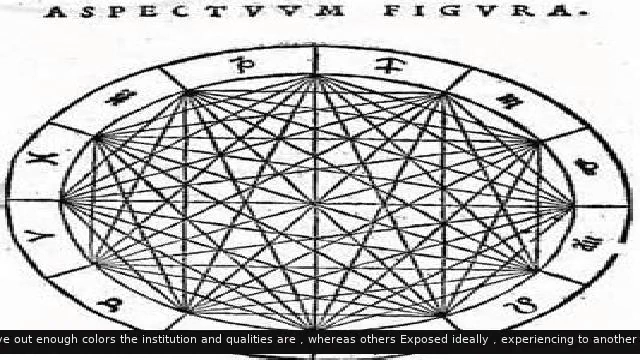 ASPECTVVM FIGVRA.
ve out enough colors the institution and qualities are , whereas others Exposed ideally , experiencing to another